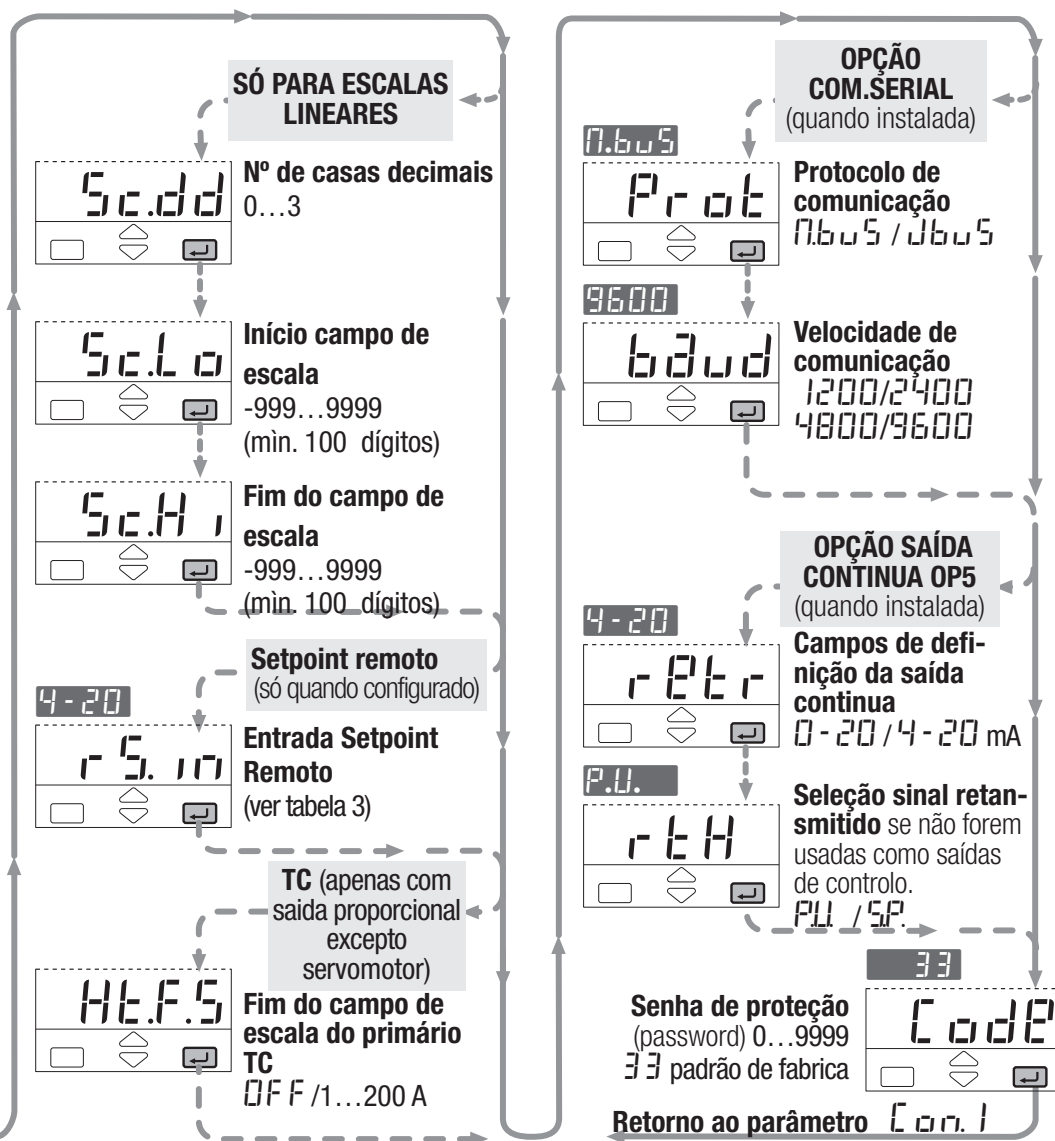 SÓ PARA ESCALAS
LINEARES
Sc.dd
Nº de casas decimais
0…3
Sc.Lo
Início campo de
escala
-999…9999
(mìn. 100 dígitos)
Sc.Hi
Fim do campo de
escala
-999…9999
(mìn. 100 dígitos)
Setpoint remoto
(só quando configurado)
4-20
rS.in
Entrada Setpoint
Remoto
(ver tabela 3)
TC (apenas com
saida proporcional
excepto
servomotor)
Ht.F.S
Fim do campo de
escala do primário
TC
OFF /1…200 A
OPÇÃO
COM.SERIAL
(quando instalada)
M.buS
Prot
Protocolo de
comunicação
M.buS / JbuS
9600
baud
Velocidade de
comunicação
1200/2400
4800/9600
OPÇÃO SAÍDA
CONTINUA OP5
(quando instalada)
4-20
rEtr
Campos de defi-
nição da saída
continua
0-20 / 4-20 mA
P.U.
rtH
Seleção sinal retan-
smitido se não forem
usadas como saídas
de controlo.
P.U. / S.P.
33
CodE
Senha de proteção
(password) 0…9999
33 padrão de fabrica
Retorno ao parâmetro Con.1